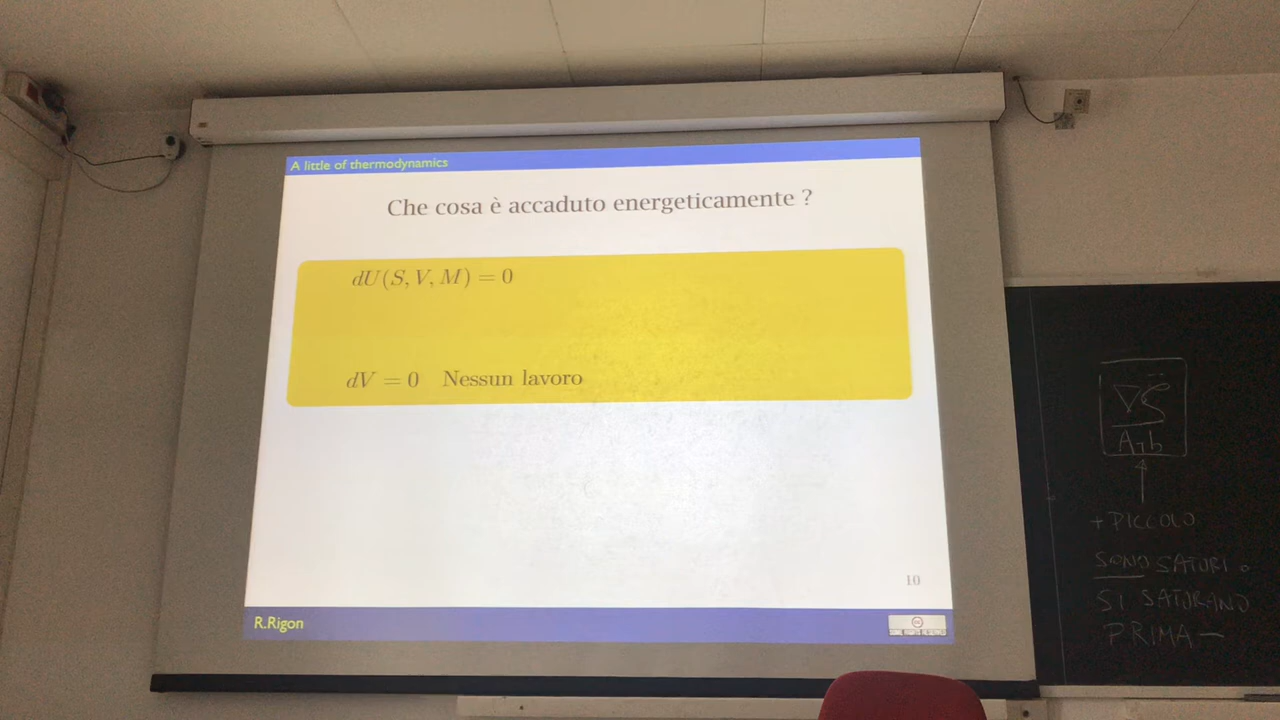 A little of thermodynamics
Che cosa è accaduto energeticamente ?
dU(S, V, M) = 0
dV = 0 Nessun lavoro
10
R.Rigon
+ PICCOLO
SONO SATURI o
SI SATURANO
PRIMA —